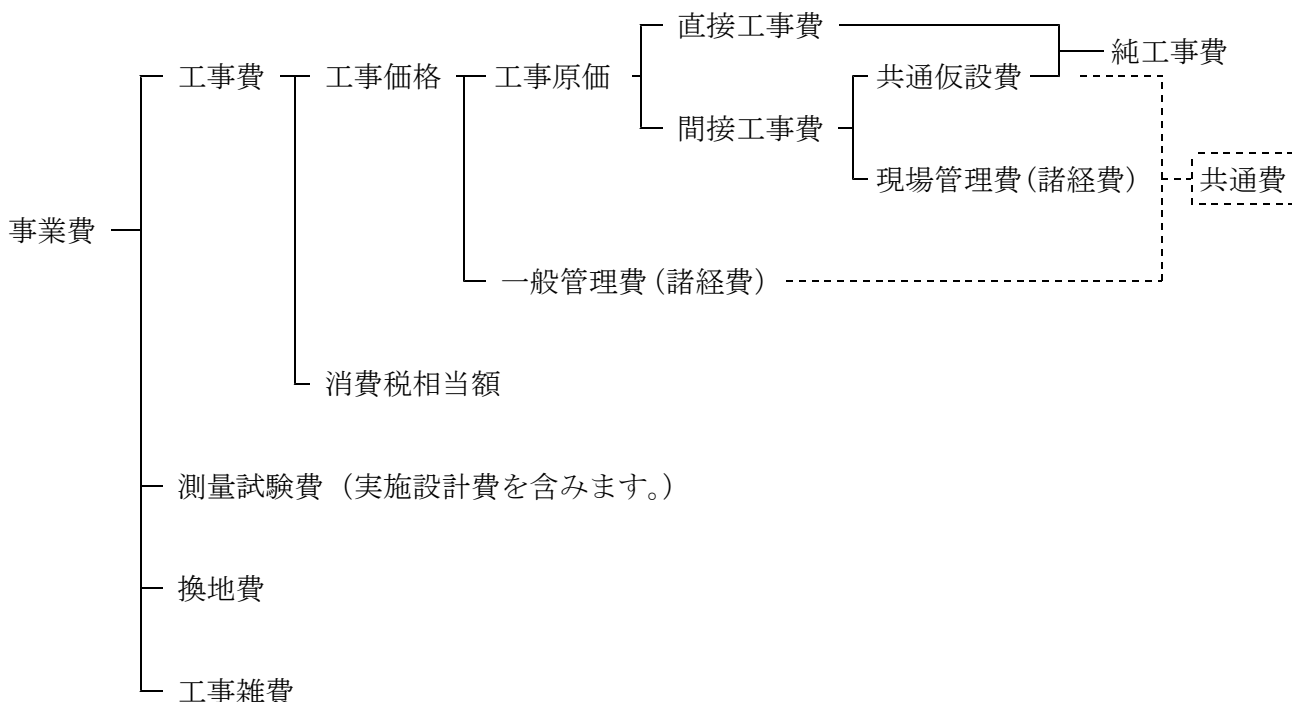 直接工事費
純工事費
工事費 工事価格 工事原価 共通仮設費
間接工事費
現場管理費(諸経費) 共通費
事業費
一般管理費(諸経費)
消費税相当額
測量試験費(実施設計費を含みます。)
換地費
工事雑費